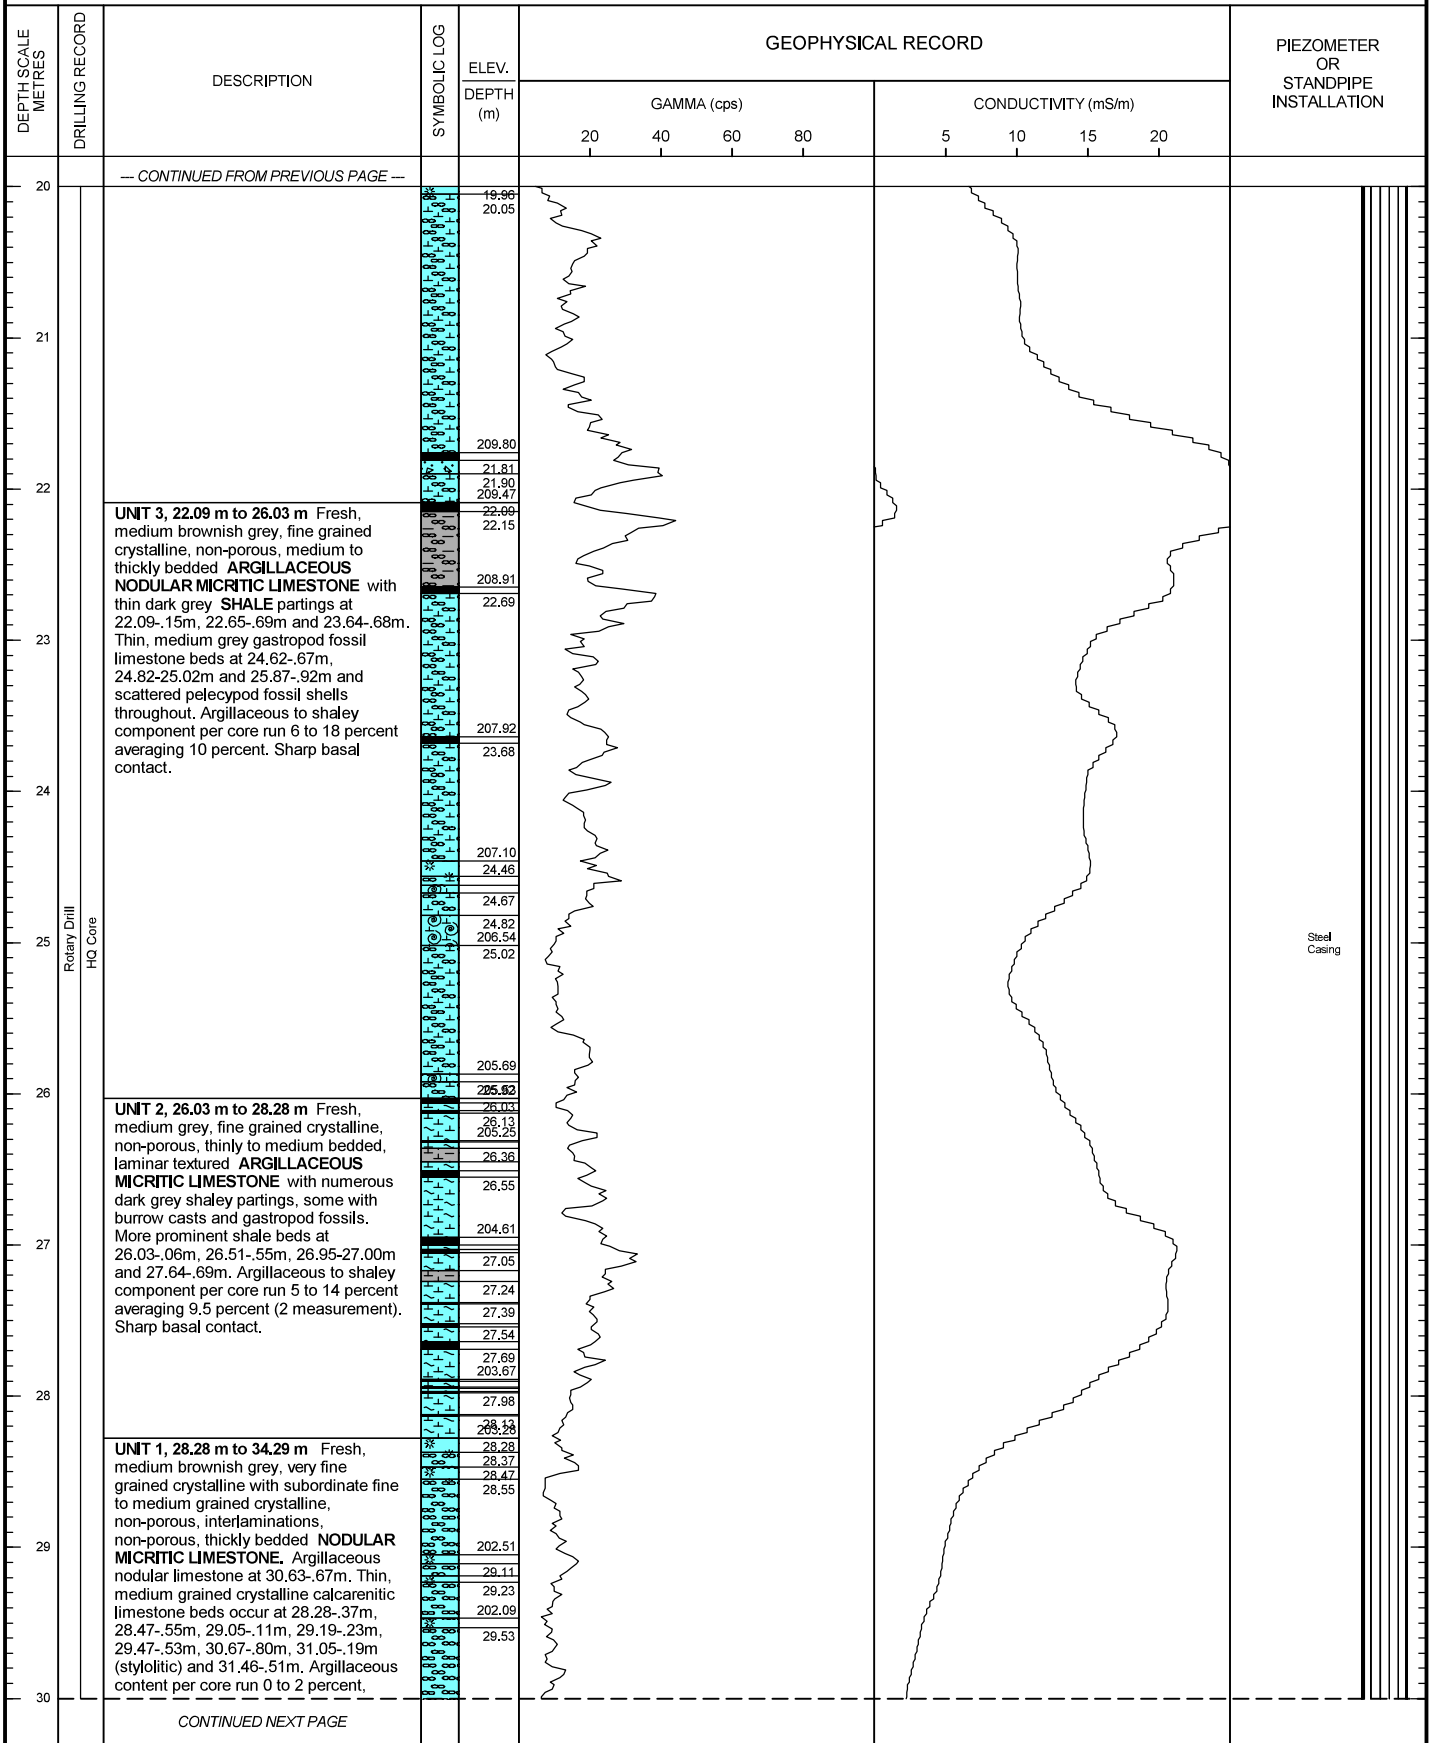 DEPTH SCALE
METRES
DRILLING RECORD
DESCRIPTION
SYMBOLIC LOG
ELEV.
DEPTH
(m)
GEOPHYSICAL RECORD
GAMMA (cps)
20 40 60 80
CONDUCTIVITY (mS/m)
5 10 15 20
PIEZOMETER
OR
STANDPIPE
INSTALLATION
--- CONTINUED FROM PREVIOUS PAGE ---
20
21
22
23
24
25
26
27
28
29
30
Rotary Drill
HQ Core
UNIT 3, 22.09 m to 26.03 m Fresh,
medium brownish grey, fine grained
crystalline, non-porous, medium to
thickly bedded ARGILLACEOUS
NODULAR MICRITIC LIMESTONE with
thin dark grey SHALE partings at
22.09-.15m, 22.65-.69m and 23.64-.68m.
Thin, medium grey gastropod fossil
limestone beds at 24.62-.67m,
24.82-25.02m and 25.87-.92m and
scattered pelecypod fossil shells
throughout. Argillaceous to shaley
component per core run 6 to 18 percent
averaging 10 percent. Sharp basal
contact.
UNIT 2, 26.03 m to 28.28 m Fresh,
medium grey, fine grained crystalline,
non-porous, thinly to medium bedded,
laminar textured ARGILLACEOUS
MICRITIC LIMESTONE with numerous
dark grey shaley partings, some with
burrow casts and gastropod fossils.
More prominent shale beds at
26.03-.06m, 26.51-.55m, 26.95-27.00m
and 27.64-.69m. Argillaceous to shaley
component per core run 5 to 14 percent
averaging 9.5 percent (2 measurement).
Sharp basal contact.
UNIT 1, 28.28 m to 34.29 m Fresh,
medium brownish grey, very fine
grained crystalline with subordinate fine
to medium grained crystalline,
non-porous, interlaminations,
non-porous, thickly bedded NODULAR
MICRITIC LIMESTONE. Argillaceous
nodular limestone at 30.63-.67m. Thin,
medium grained crystalline calcarenitic
limestone beds occur at 28.28-.37m,
28.47-.55m, 29.05-.11m, 29.19-.23m,
29.47-.53m, 30.67-.80m, 31.05-.19m
(stylolitic) and 31.46-.51m. Argillaceous
content per core run 0 to 2 percent,
CONTINUED NEXT PAGE
19.96
20.05
209.80
21.81
21.90
209.47
22.09
22.15
208.91
22.69
207.92
23.68
207.10
24.46
24.67
24.82
206.54
25.02
205.69
26.03
26.13
205.25
26.36
26.55
204.61
27.05
27.24
27.39
27.54
27.69
203.67
27.98
28.13
203.28
28.28
28.37
28.47
28.55
202.51
29.11
29.23
202.09
29.53
Steel
Casing